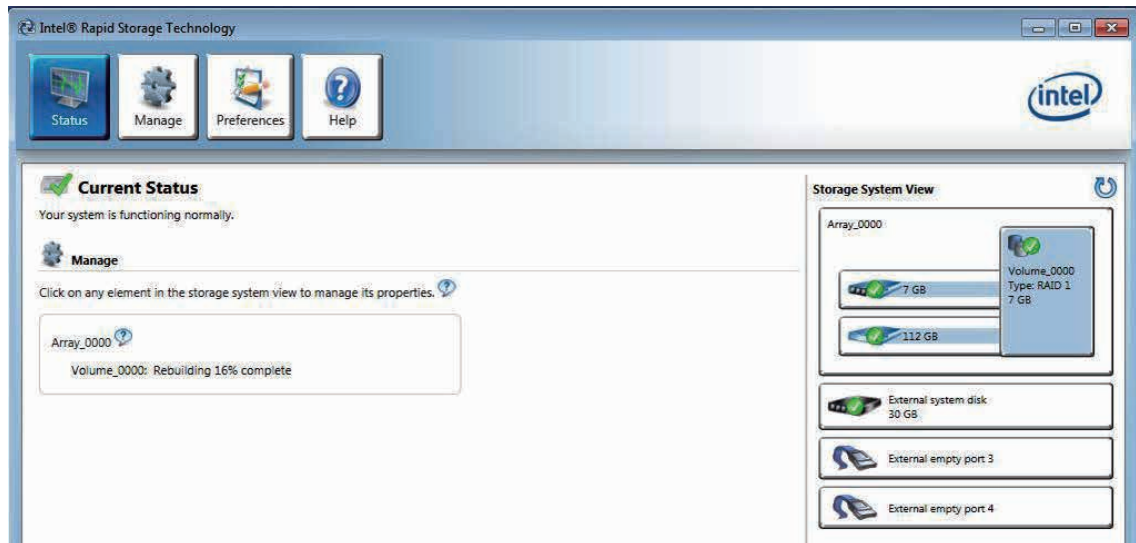 Intel® Rapid Storage Technology
Status
Manage
Preferences
Help
intel
Current Status
Your system is functioning normally.
Manage
Click on any element in the storage system view to manage its properties.
Array_0000
Volume_0000: Rebuilding 16% complete
Storage System View
Array_0000
Volume_0000
Type: RAID 1
7 GB
7 GB
112 GB
External system disk
30 GB
External empty port 3
External empty port 4